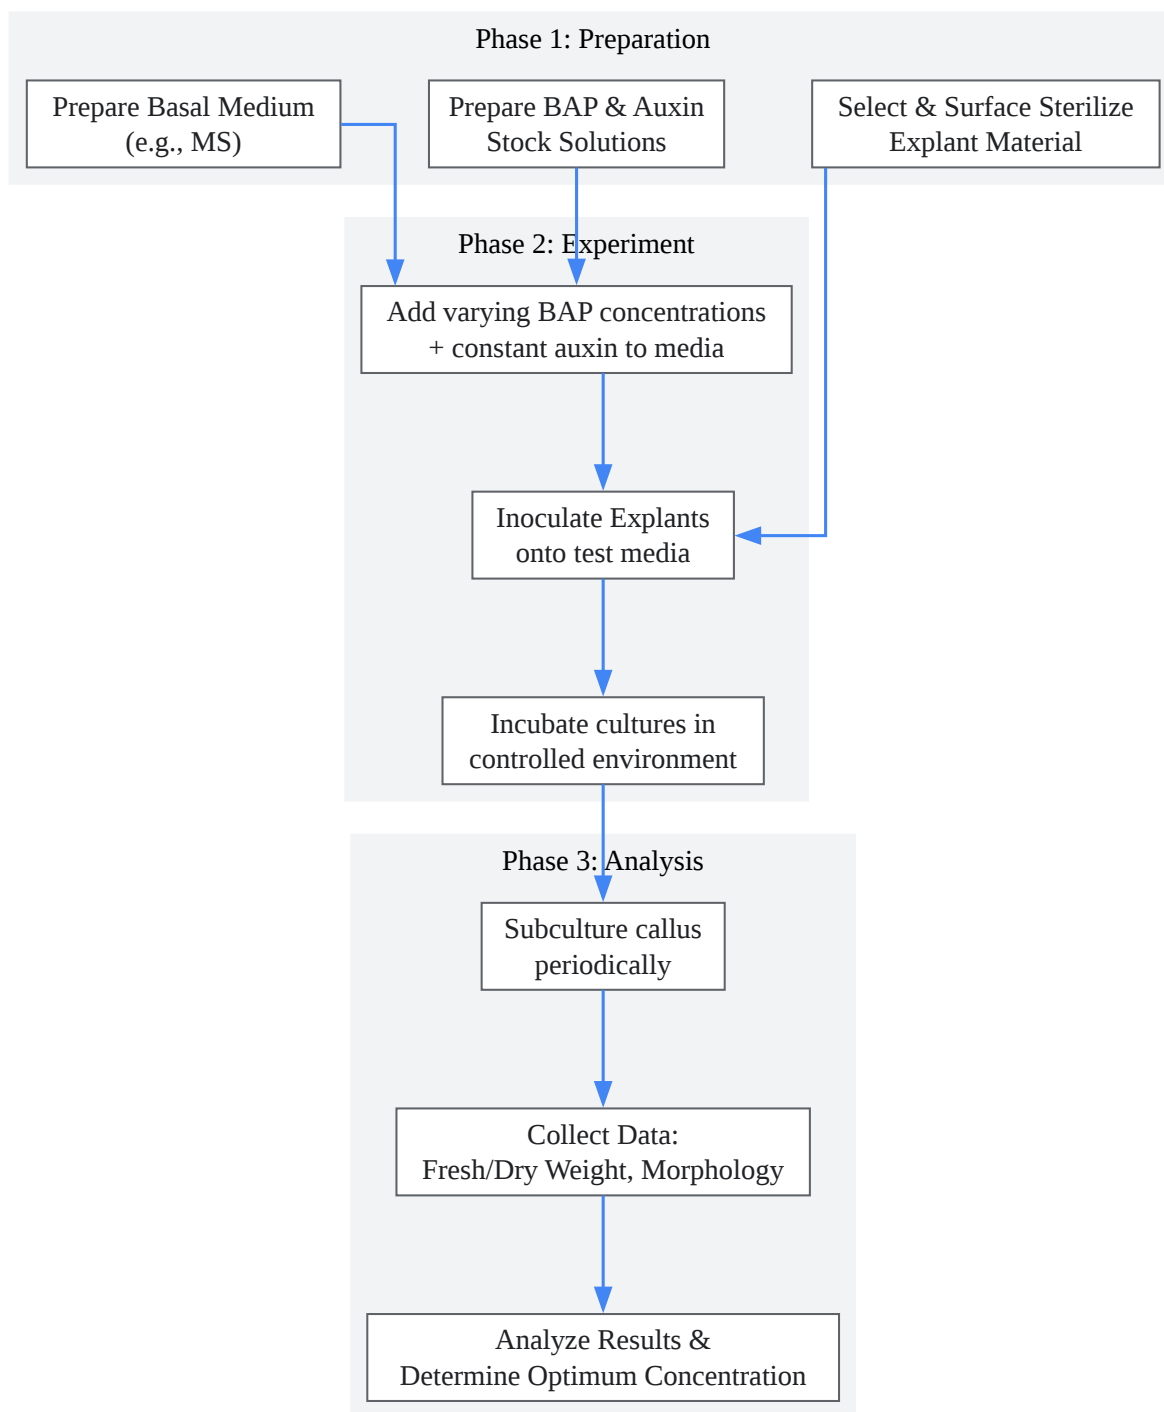 Phase 1: Preparation
Prepare Basal Medium
(e.g., MS)
Prepare BAP & Auxin
Stock Solutions
Select & Surface Sterilize
Explant Material
Phase 2: Experiment
Add varying BAP concentrations
+ constant auxin to media
Inoculate Explants
onto test media
Incubate cultures in
controlled environment
Phase 3: Analysis
Subculture callus
periodically
Collect Data:
Fresh/Dry Weight, Morphology
Analyze Results &
Determine Optimum Concentration